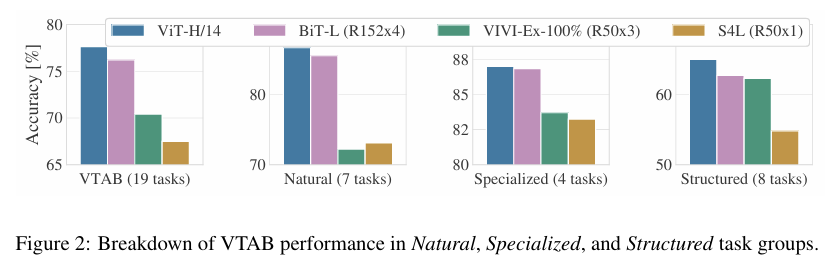 ViT-H/14 BiT-L (R152x4) VIVI-Ex-100% (R50x3) S4L (R50x1)
Accuracy [%]
80
75
70
65
VTAB (19 tasks)
80
70
Natural (7 tasks)
88
85
82
80
Specialized (4 tasks)
60
50
Structured (8 tasks)
Figure 2: Breakdown of VTAB performance in Natural, Specialized, and Structured task groups.